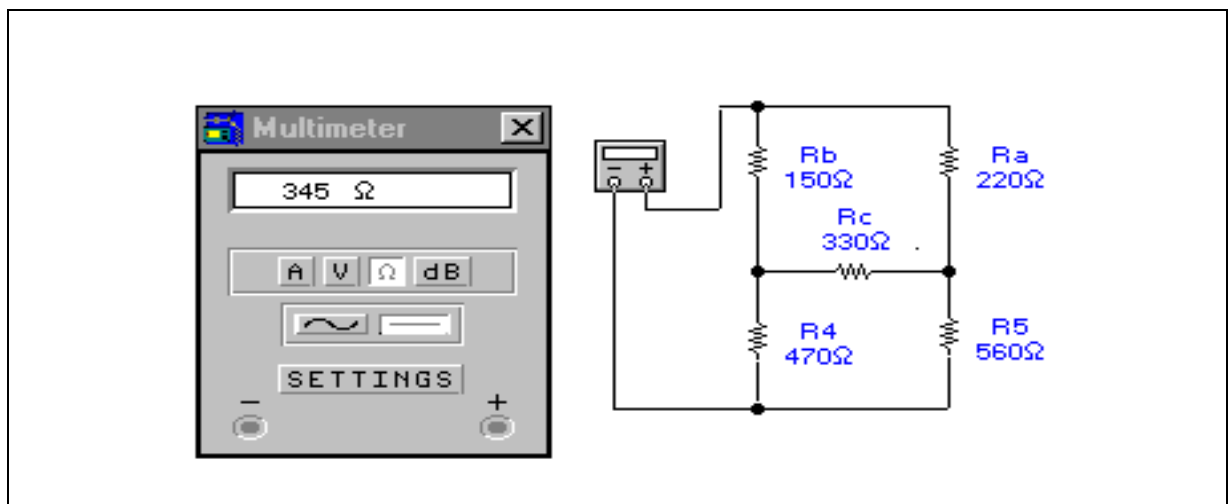 Multimeter
345 Ω
A V Ω dB
SETTINGS
− +
− +
Rb
150Ω
Ra
220Ω
Rc
330Ω
R4
470Ω
R5
560Ω